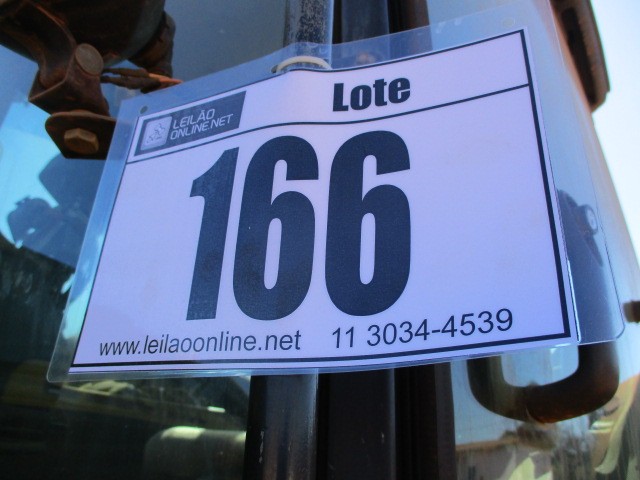 LEILÃO
ONLINE.NET
Lote
166
www.leilaoonline.net 11 3034-4539